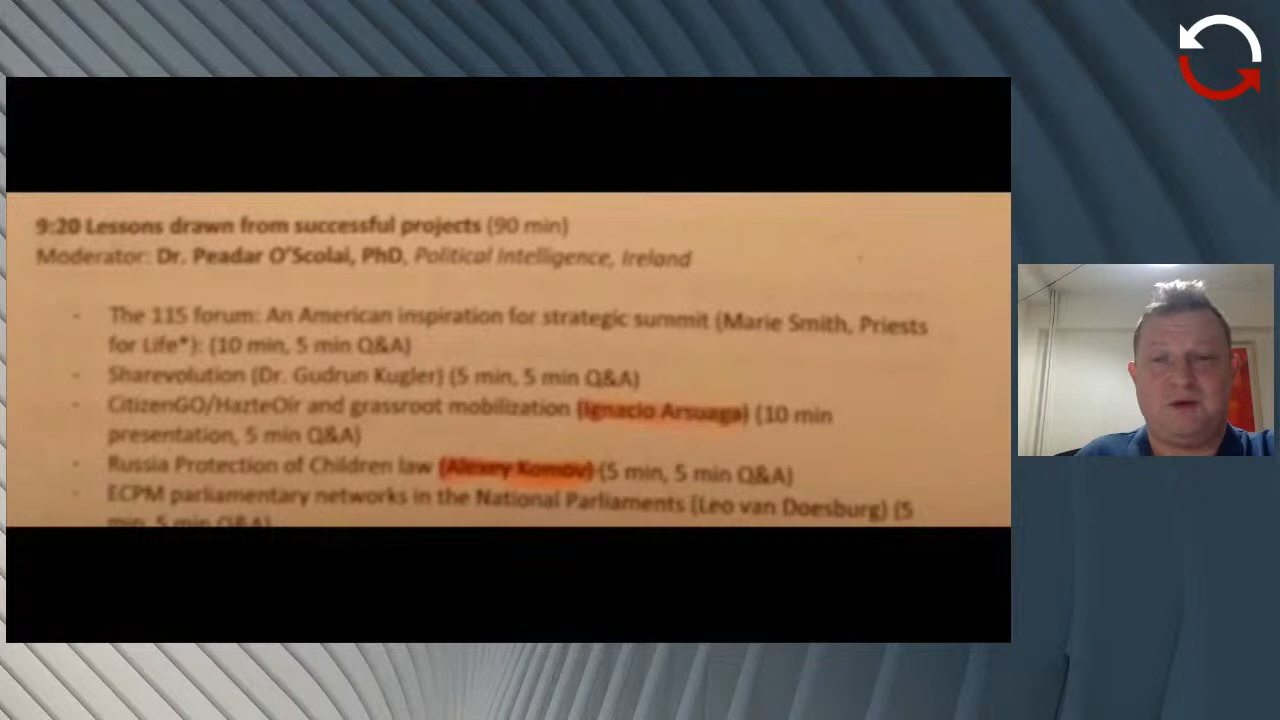 9:20 Lessons drawn from successful projects (90 min)
Moderator: Dr. Peadar O'Scolai, PhD, Political Intelligence, Ireland
- The 115 forum: An American inspiration for strategic summit (Marie Smith, Priests
for Life*): (10 min, 5 min Q&A)
- Sharevolution (Dr. Gudrun Kugler) (5 min, 5 min Q&A)
- CitizenGO/HazteOir and grassroot mobilization (Ignacio Arsuaga) (10 min
presentation, 5 min Q&A)
- Russia Protection of Children law (Alexey Komov) (5 min, 5 min Q&A)
- ECPM parliamentary networks in the National Parliaments (Leo van Doesburg) (5
min, 5 min Q&A)